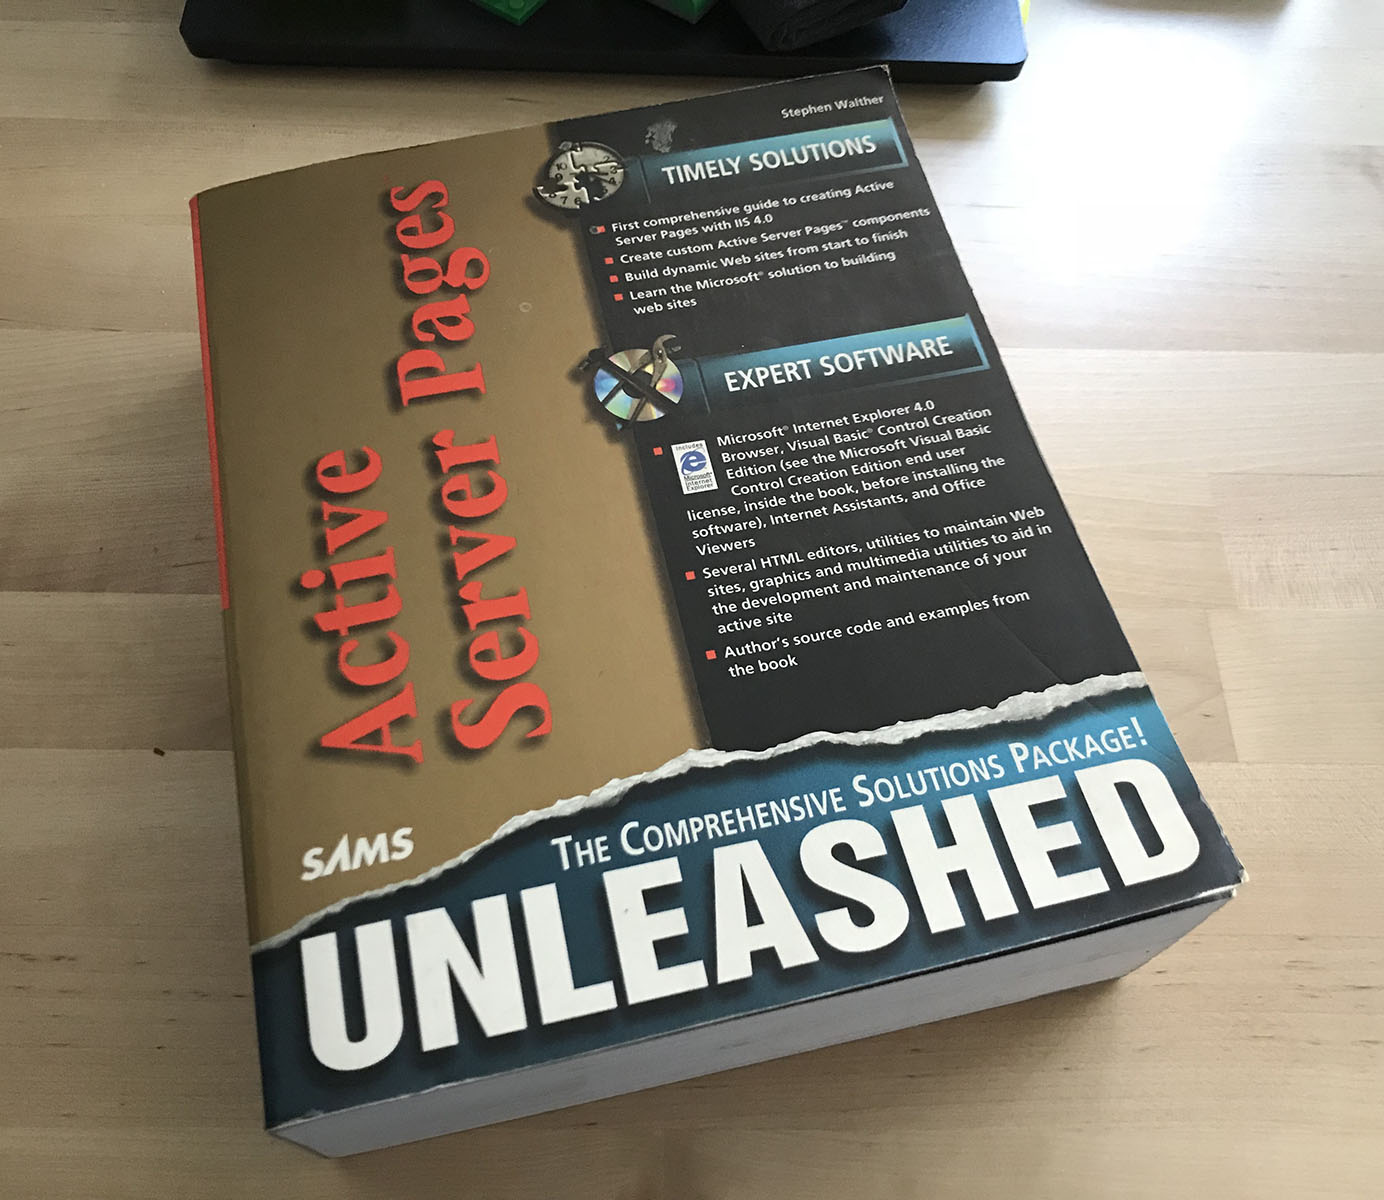 Stephen Walther
TIMELY SOLUTIONS
First comprehensive guide to creating Active
Server Pages with IIS 4.0
Create custom Active Server Pages™ components
Build dynamic Web sites from start to finish
Learn the Microsoft® solution to building
web sites
Active
Server Pages
EXPERT SOFTWARE
Includes
Microsoft®
Internet
Explorer
Microsoft® Internet Explorer 4.0
Browser, Visual Basic® Control Creation
Edition (see the Microsoft Visual Basic
Control Creation Edition end user
license, inside the book, before installing the
software), Internet Assistants, and Office
Viewers
Several HTML editors, utilities to maintain Web
sites, graphics and multimedia utilities to aid in
the development and maintenance of your
active site
Author's source code and examples from
the book
SAMS
THE COMPREHENSIVE SOLUTIONS PACKAGE!
UNLEASHED